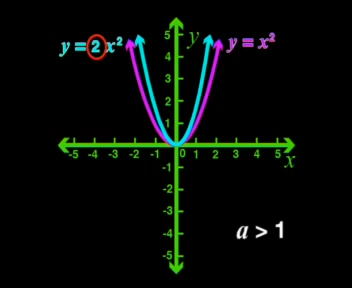 y = 2x²
y = x²
y
5
4
3
2
1
-5 -4 -3 -2 -1 0 1 2 3 4 5
x
-1
-2
-3
-4
-5
a > 1